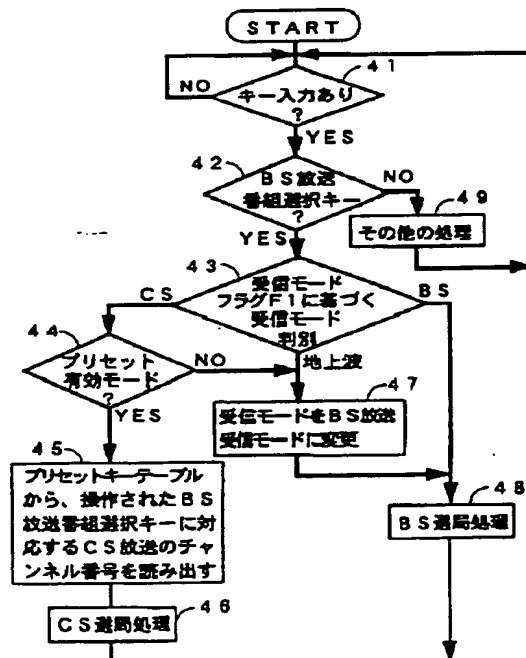 START
41
NO
キー入力あり
?
YES
42
BS放送
番組選択キー
?
NO
49
その他の処理
YES
43
受信モード
フラグF1に基づく
受信モード
判別
CS
BS
地上波
44
プリセット
有効モード
?
NO
YES
47
受信モードをBS放送
受信モードに変更
45
プリセットキーテーブル
から、操作されたBS
放送番組選択キーに対
応するCS放送のチャ
ンネル番号を読み出す
48
BS選局処理
46
CS選局処理